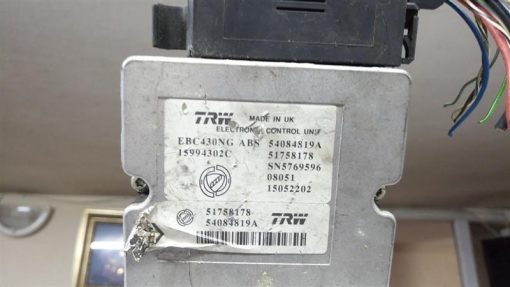 TRW MADE IN UK
ELECTRONIC CONTROL UNIT
EBC430NG ABS 54084819A
15994302C 51758178
SN5769596
08051
15052202
51758178 TRW
54084819A